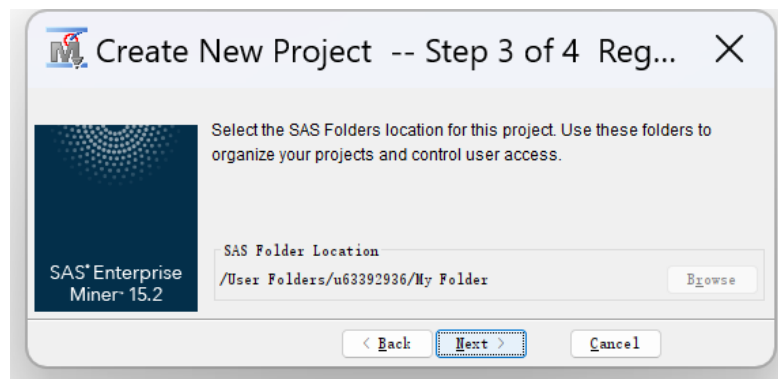 Create New Project -- Step 3 of 4 Reg...
Select the SAS Folders location for this project. Use these folders to
organize your projects and control user access.
SAS Folder Location
/User Folders/u63392936/My Folder
Browse
SAS® Enterprise
Miner™ 15.2
< Back
Next >
Cancel